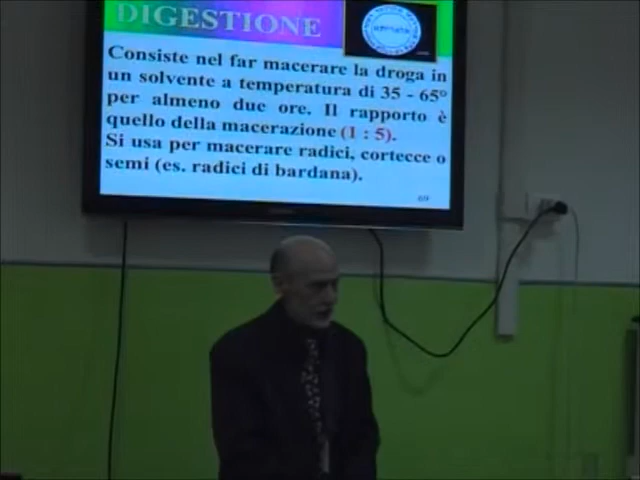 DIGESTIONE
Consiste nel far macerare la droga in
un solvente a temperatura di 35 - 65°
per almeno due ore. Il rapporto è
quello della macerazione (1 : 5).
Si usa per macerare radici, cortecce o
semi (es. radici di bardana).
69